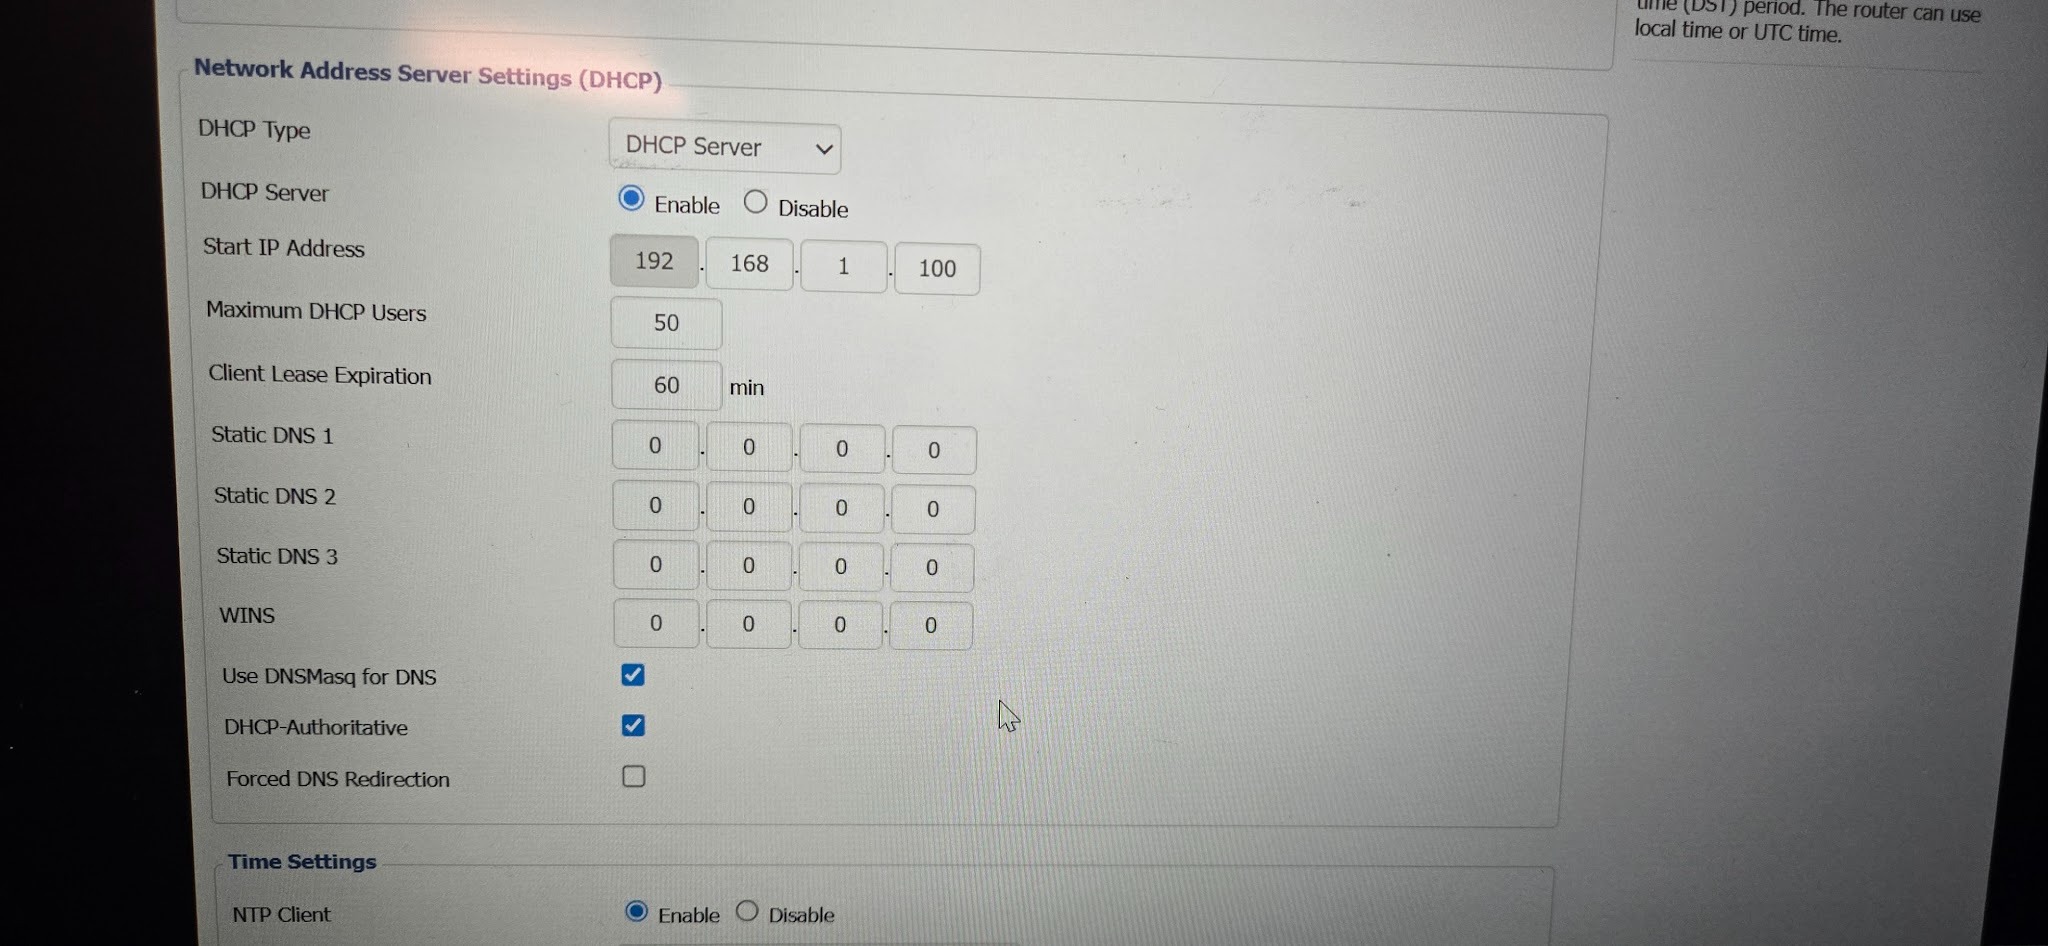 time (DST) period. The router can use
local time or UTC time.
Network Address Server Settings (DHCP)
DHCP Type DHCP Server
DHCP Server Enable Disable
Start IP Address 192 . 168 . 1 . 100
Maximum DHCP Users 50
Client Lease Expiration 60 min
Static DNS 1 0 . 0 . 0 . 0
Static DNS 2 0 . 0 . 0 . 0
Static DNS 3 0 . 0 . 0 . 0
WINS 0 . 0 . 0 . 0
Use DNSMasq for DNS
DHCP-Authoritative
Forced DNS Redirection
Time Settings
NTP Client Enable Disable